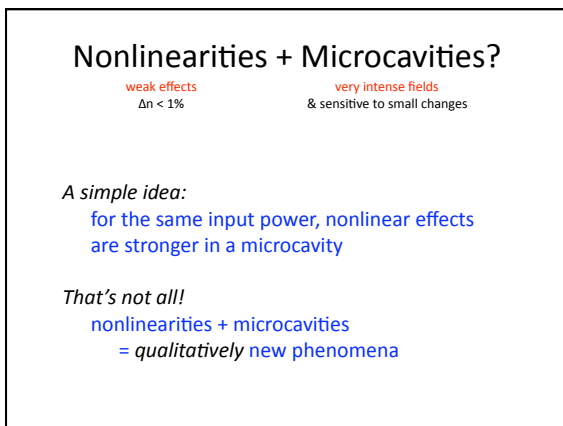 Nonlinearities + Microcavities?
weak effects very intense fields
Δn < 1% & sensitive to small changes
A simple idea:
for the same input power, nonlinear effects
are stronger in a microcavity
That's not all!
nonlinearities + microcavities
= qualitatively new phenomena